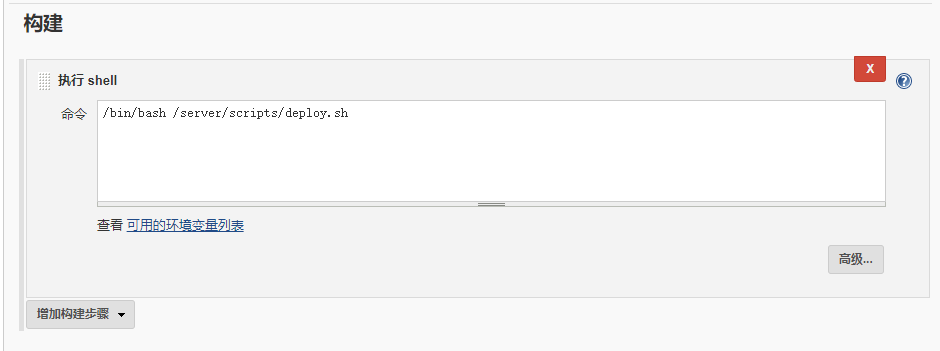 构建
执行 shell
X
?
命令
/bin/bash /server/scripts/deploy.sh
查看 可用的环境变量列表
高级...
增加构建步骤